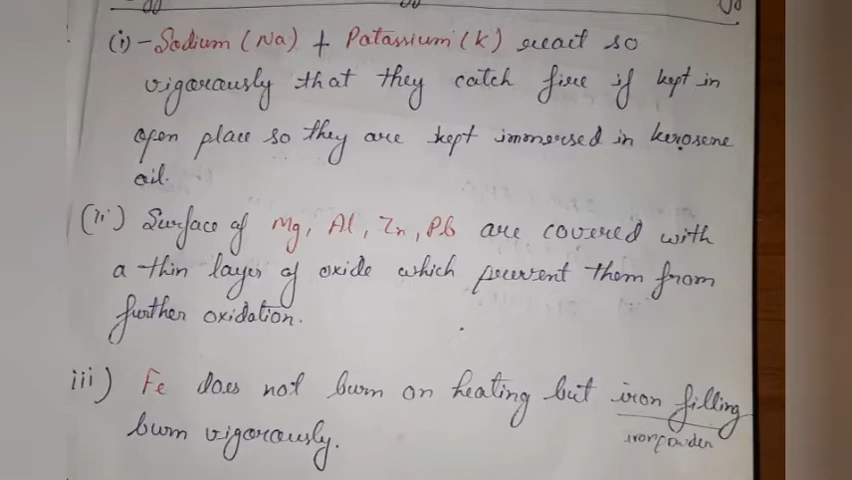 (i) - Sodium (Na) + Patassium (K) react so
vigorously that they catch fire if kept in
open place so they are kept immersed in kerosene
oil.
(ii) Surface of Mg, Al, Zn, Pb are covered with
a thin layer of oxide which prevent them from
further oxidation.
iii) Fe does not burn on heating but iron filling
iron powder
burn vigorously.